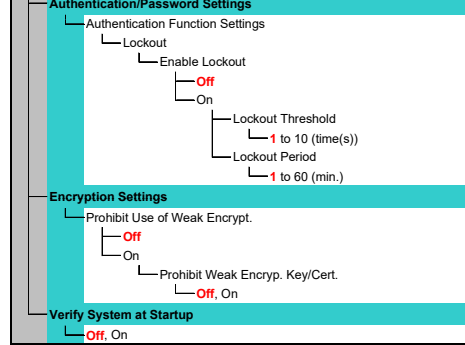 Authentication/Password Settings
Authentication Function Settings
Lockout
Enable Lockout
Off
On
Lockout Threshold
1 to 10 (time(s))
Lockout Period
1 to 60 (min.)
Encryption Settings
Prohibit Use of Weak Encrypt.
Off
On
Prohibit Weak Encryp. Key/Cert.
Off, On
Verify System at Startup
Off, On